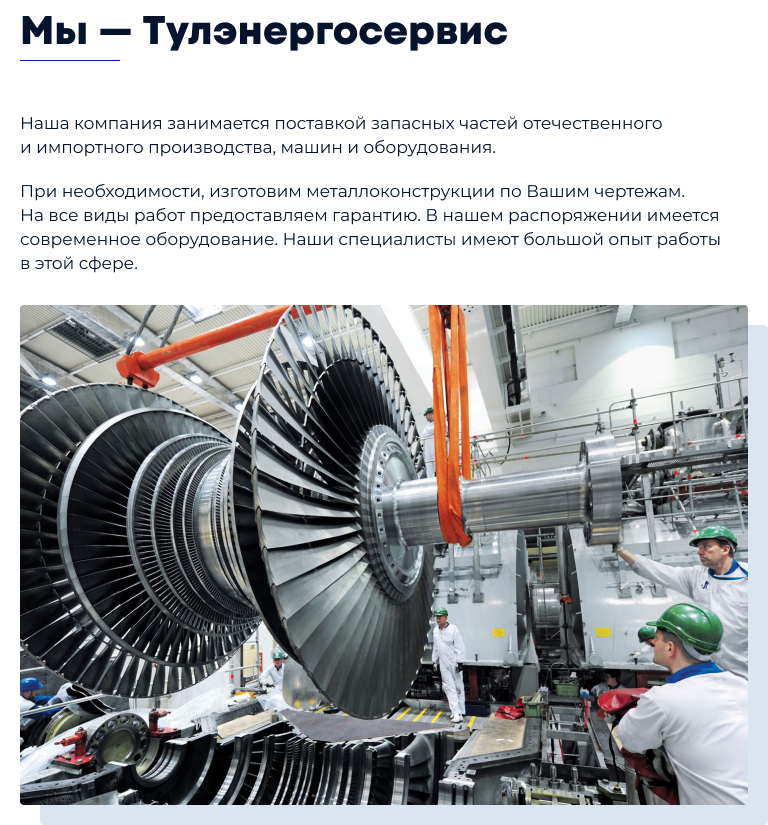 Мы — Тулэнергосервис
Наша компания занимается поставкой запасных частей отечественного
и импортного производства, машин и оборудования.
При необходимости, изготовим металлоконструкции по Вашим чертежам.
На все виды работ предоставляем гарантию. В нашем распоряжении имеется
современное оборудование. Наши специалисты имеют большой опыт работы
в этой сфере.